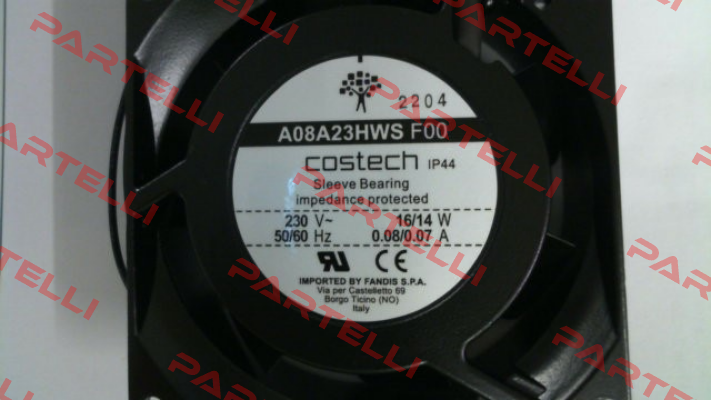 2204
A08A23HWS F00
costech IP44
Sleeve Bearing
impedance protected
230 V~ 16/14 W
50/60 Hz 0.08/0.07 A
RU CE
IMPORTED BY FANDIS S.P.A.
Via per Castelletto 69
Borgo Ticino (NO)
Italy
PARTELLI
PARTELLI
PARTELLI
PARTELLI
PARTELLI
PARTELLI
PARTELLI
PARTELLI
PARTELLI